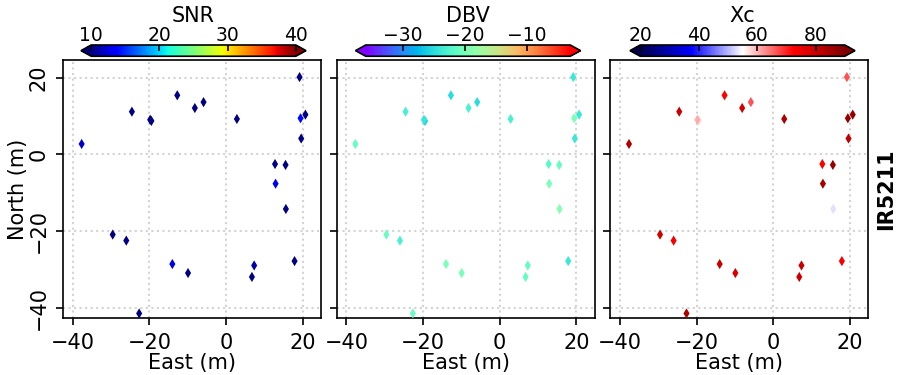 SNR DBV Xc
10 20 30 40 −30 −20 −10 20 40 60 80
20
0
−20
−40
North (m)
−40 −20 0 20 −40 −20 0 20 −40 −20 0 20
East (m) East (m) East (m)
IR5211